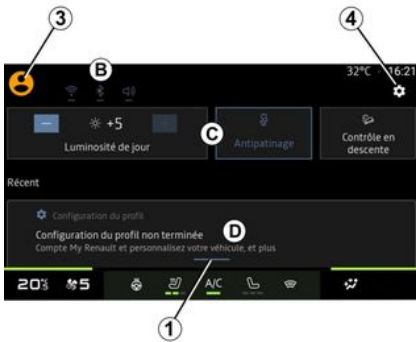 3
4
B
32°C
16:21
— +5
C
Luminosité de jour
Antipatinage
Contrôle en
descente
Récent
Configuration du profil
Configuration du profil non terminée
D
Compte My Renault et personnalisez votre véhicule, et plus
20 5 A/C
1